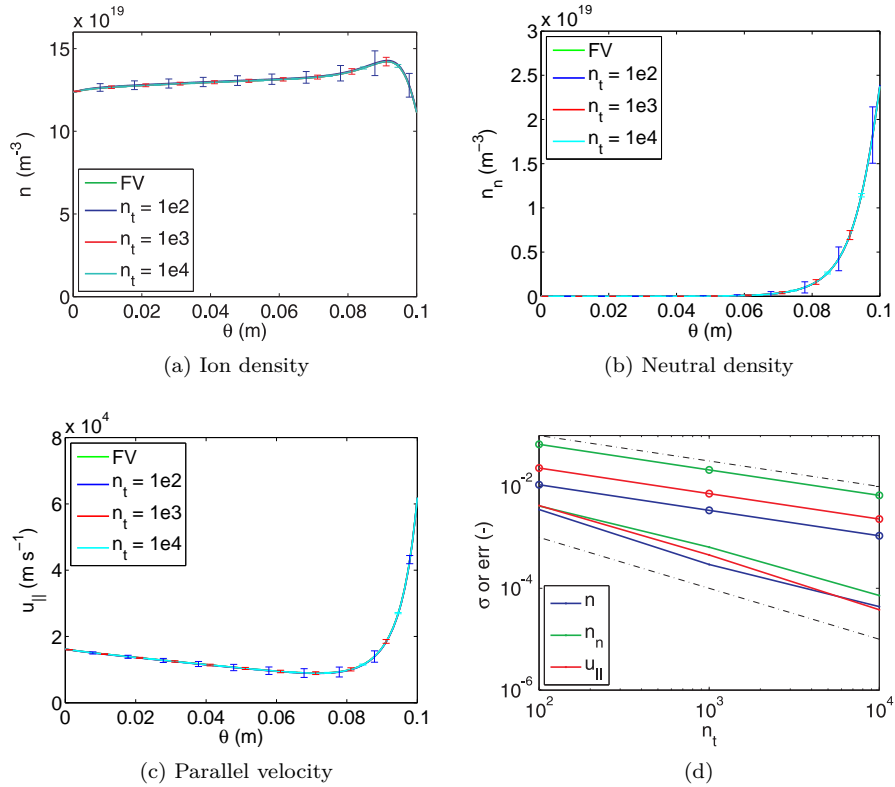 x 10^19
15
10
5
0
n (m^-3)
FV
n_t = 1e2
n_t = 1e3
n_t = 1e4
0 0.02 0.04 0.06 0.08 0.1
θ (m)
(a) Ion density
x 10^19
3
2.5
2
1.5
1
0.5
0
n_n (m^−3)
FV
n_t = 1e2
n_t = 1e3
n_t = 1e4
0 0.02 0.04 0.06 0.08 0.1
θ (m)
(b) Neutral density
x 10^4
8
6
4
2
0
u_|| (m s^−1)
FV
n_t = 1e2
n_t = 1e3
n_t = 1e4
0 0.02 0.04 0.06 0.08 0.1
θ (m)
(c) Parallel velocity
10^-2
10^-4
10^-6
σ or err (-)
n
n_n
u_||
10^2 10^3 10^4
n_t
(d)